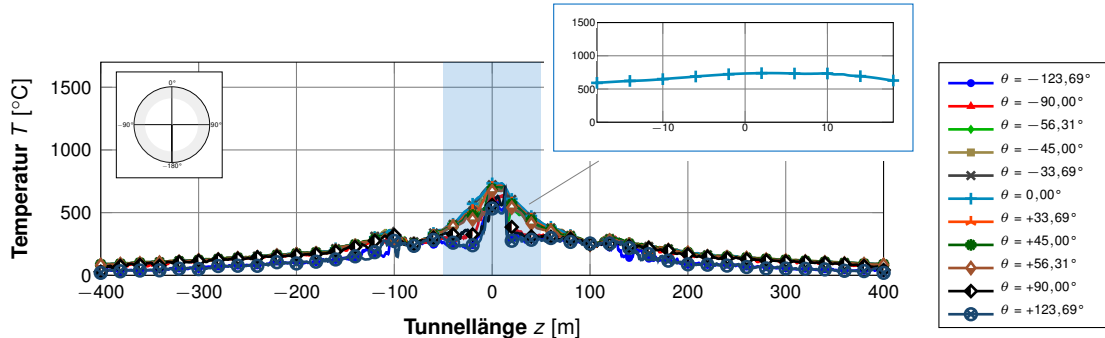 Temperatur T [°C]
1500
1000
500
0
0°
−90°
90°
−180°
−400
−300
−200
−100
0
100
200
300
400
Tunnellänge z [m]
1500
1000
500
0
−10
0
10
θ = −123,69°
θ = −90,00°
θ = −56,31°
θ = −45,00°
θ = −33,69°
θ = 0,00°
θ = +33,69°
θ = +45,00°
θ = +56,31°
θ = +90,00°
θ = +123,69°